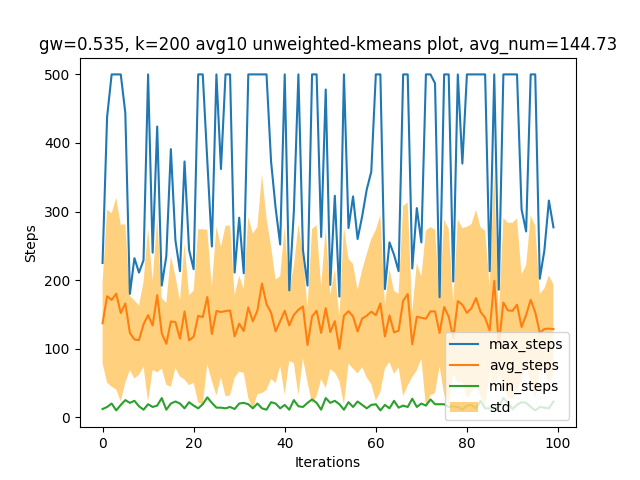 gw=0.535, k=200 avg10 unweighted-kmeans plot, avg_num=144.73
500
400
300
200
100
0
Steps
max_steps
avg_steps
min_steps
std
0 20 40 60 80 100
Iterations